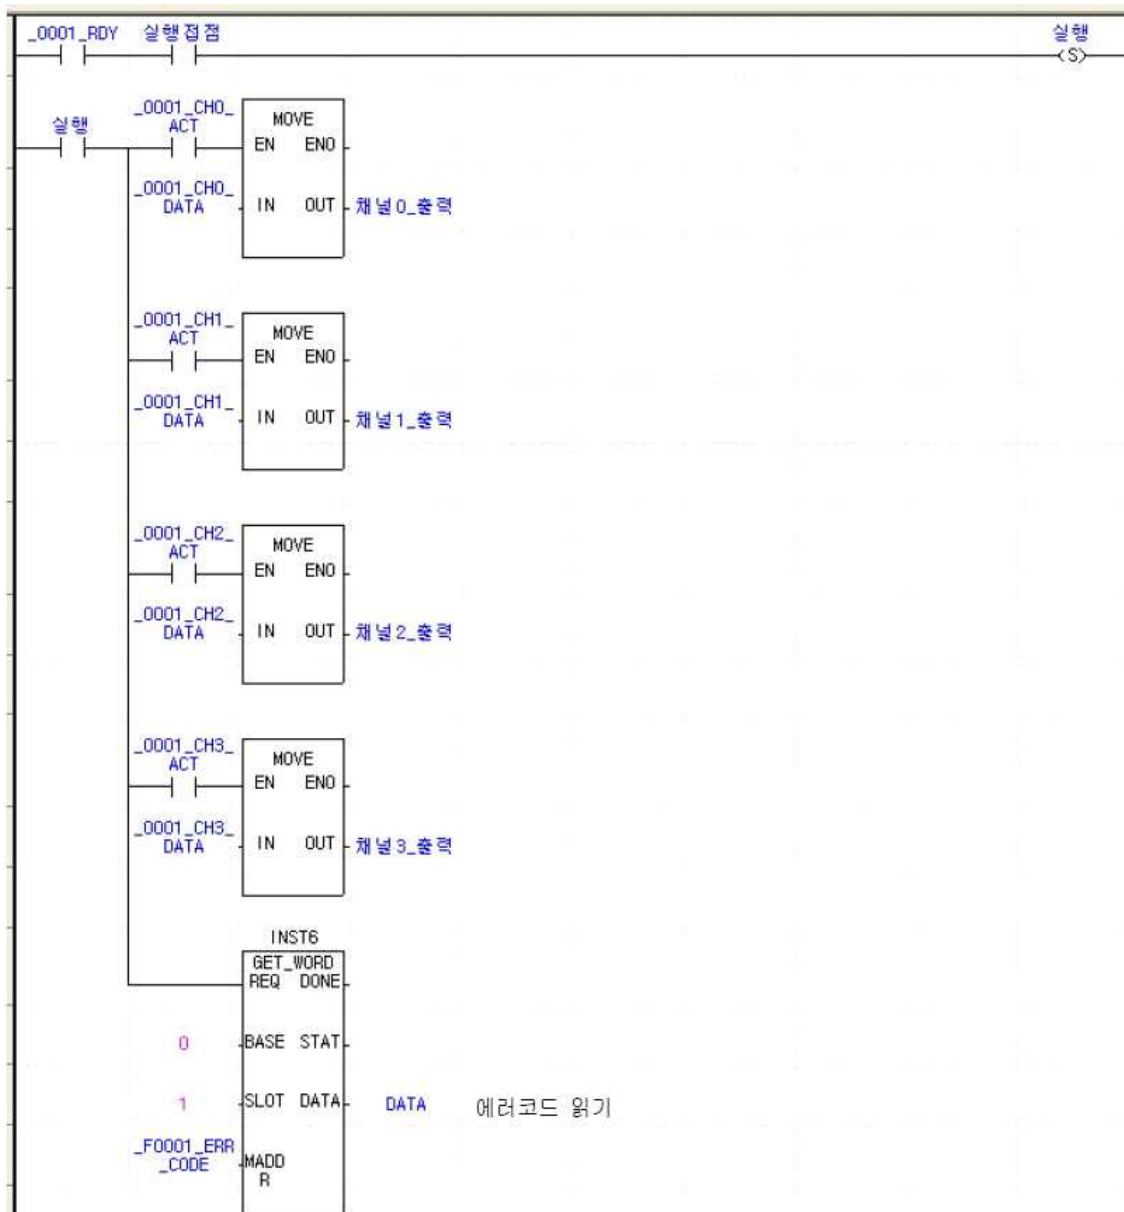 _0001_RDY 실행접점 실행
(S)
실행
_0001_CH0_
ACT
MOVE
EN ENO
_0001_CH0_
DATA
IN OUT 채널0_출력
_0001_CH1_
ACT
MOVE
EN ENO
_0001_CH1_
DATA
IN OUT 채널1_출력
_0001_CH2_
ACT
MOVE
EN ENO
_0001_CH2_
DATA
IN OUT 채널2_출력
_0001_CH3_
ACT
MOVE
EN ENO
_0001_CH3_
DATA
IN OUT 채널3_출력
INST6
GET_WORD
REQ DONE
0 BASE STAT
1 SLOT DATA DATA 에러코드 읽기
_F0001_ERR
_CODE
MADD
R